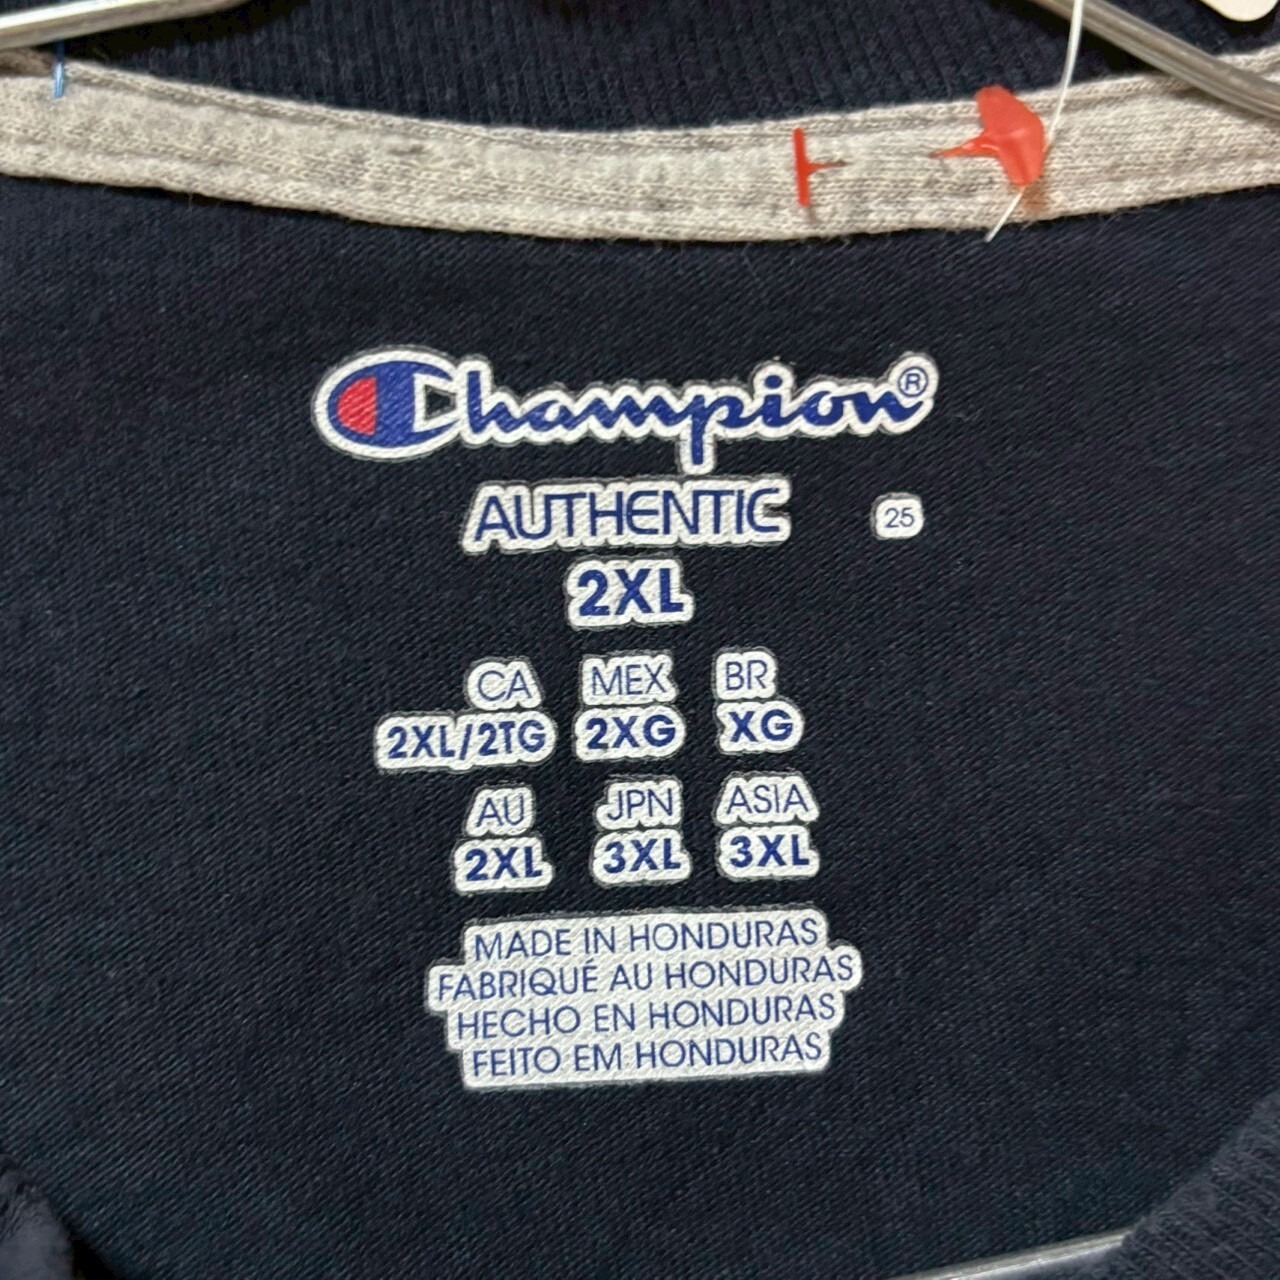 Champion®
AUTHENTIC 25
2XL
CA MEX BR
2XL/2TG 2XG XG
AU JPN ASIA
2XL 3XL 3XL
MADE IN HONDURAS
FABRIQUÉ AU HONDURAS
HECHO EN HONDURAS
FEITO EM HONDURAS